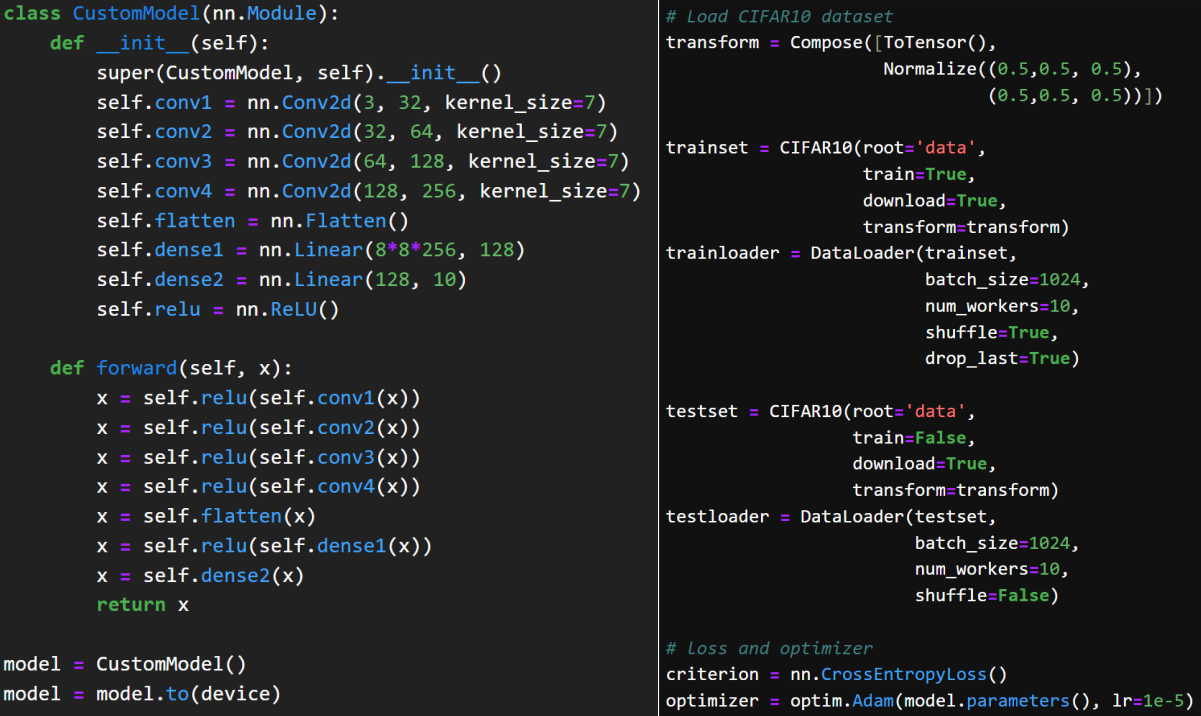 class CustomModel(nn.Module):
    def __init__(self):
        super(CustomModel, self).__init__()
        self.conv1 = nn.Conv2d(3, 32, kernel_size=7)
        self.conv2 = nn.Conv2d(32, 64, kernel_size=7)
        self.conv3 = nn.Conv2d(64, 128, kernel_size=7)
        self.conv4 = nn.Conv2d(128, 256, kernel_size=7)
        self.flatten = nn.Flatten()
        self.dense1 = nn.Linear(8*8*256, 128)
        self.dense2 = nn.Linear(128, 10)
        self.relu = nn.ReLU()

    def forward(self, x):
        x = self.relu(self.conv1(x))
        x = self.relu(self.conv2(x))
        x = self.relu(self.conv3(x))
        x = self.relu(self.conv4(x))
        x = self.flatten(x)
        x = self.relu(self.dense1(x))
        x = self.dense2(x)
        return x

model = CustomModel()
model = model.to(device)
# Load CIFAR10 dataset
transform = Compose([ToTensor(),
                     Normalize((0.5,0.5, 0.5),
                               (0.5,0.5, 0.5))])

trainset = CIFAR10(root='data',
                   train=True,
                   download=True,
                   transform=transform)
trainloader = DataLoader(trainset,
                         batch_size=1024,
                         num_workers=10,
                         shuffle=True,
                         drop_last=True)

testset = CIFAR10(root='data',
                  train=False,
                  download=True,
                  transform=transform)
testloader = DataLoader(testset,
                        batch_size=1024,
                        num_workers=10,
                        shuffle=False)

# Loss and optimizer
criterion = nn.CrossEntropyLoss()
optimizer = optim.Adam(model.parameters(), lr=1e-5)